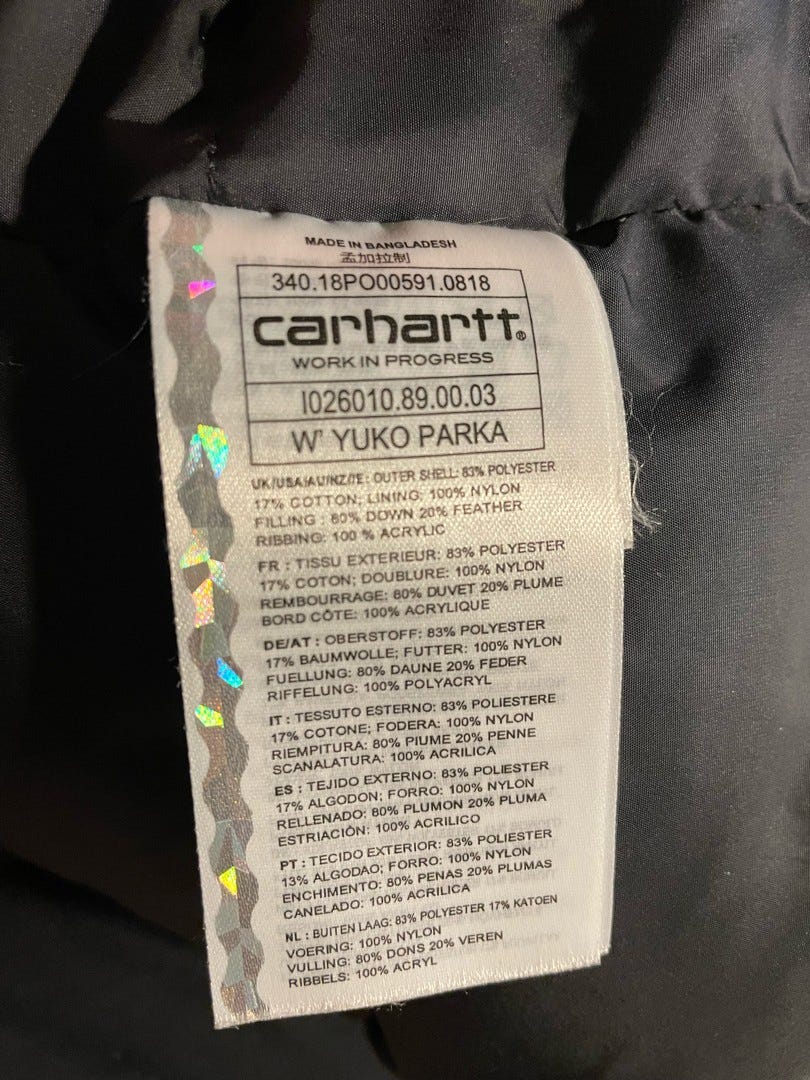 MADE IN BANGLADESH
孟加拉制
340.18PO00591.0818
carhartt®
WORK IN PROGRESS
I026010.89.00.03
W' YUKO PARKA
UK/USA/AU/NZ/IE: OUTER SHELL: 83% POLYESTER
17% COTTON; LINING: 100% NYLON
FILLING : 80% DOWN 20% FEATHER
RIBBING: 100 % ACRYLIC
FR : TISSU EXTERIEUR: 83% POLYESTER
17% COTON; DOUBLURE: 100% NYLON
REMBOURRAGE: 80% DUVET 20% PLUME
BORD CÔTE: 100% ACRYLIQUE
DE/AT : OBERSTOFF: 83% POLYESTER
17% BAUMWOLLE; FUTTER: 100% NYLON
FUELLUNG: 80% DAUNE 20% FEDER
RIFFELUNG: 100% POLYACRYL
IT : TESSUTO ESTERNO: 83% POLIESTERE
17% COTONE; FODERA: 100% NYLON
RIEMPITURA: 80% PIUME 20% PENNE
SCANALATURA: 100% ACRILICA
ES : TEJIDO EXTERNO: 83% POLIESTER
17% ALGODON; FORRO: 100% NYLON
RELLENADO: 80% PLUMON 20% PLUMA
ESTRIACIÔN: 100% ACRILICO
PT : TECIDO EXTERIOR: 83% POLYESTER
13% ALGODAO; FORRO: 100% NYLON
ENCHIMENTO: 80% PENAS 20% PLUMAS
CANELADO: 100% ACRILICA
NL : BUITEN LAAG: 83% POLYESTER 17% KATOEN
VOERING: 100% NYLON
VULLING: 80% DONS 20% VEREN
RIBBELS: 100% ACRYL